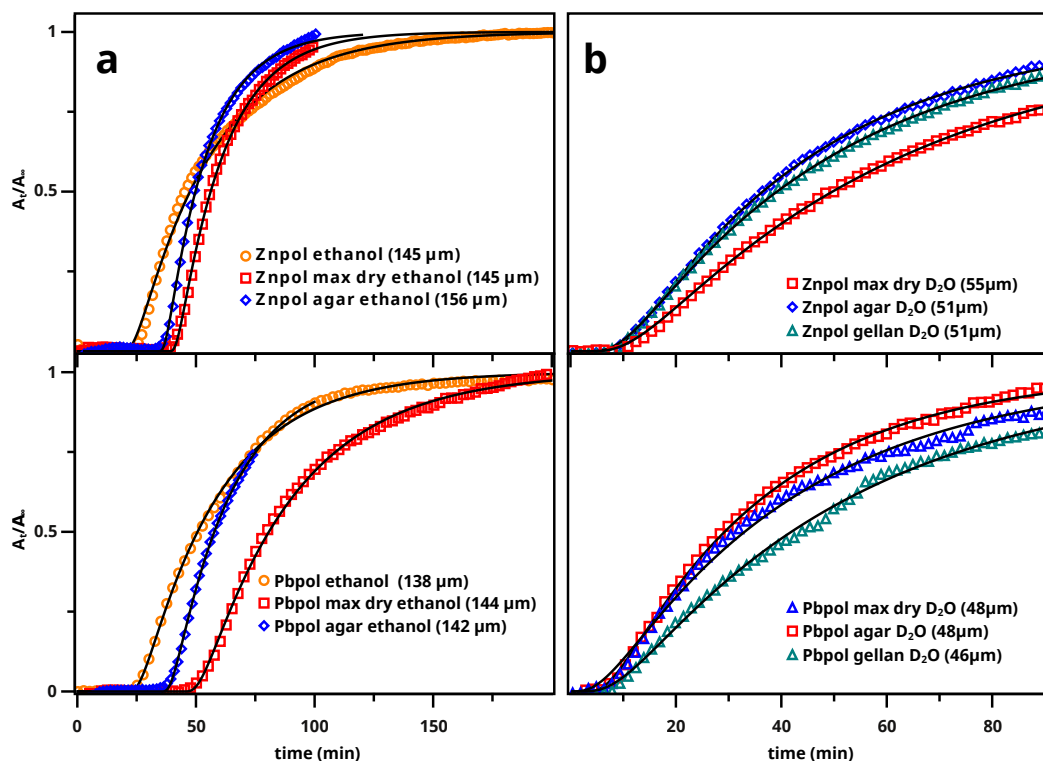 a
1
0.5
Aₜ/A∞
Znpol ethanol (145 µm)
Znpol max dry ethanol (145 µm)
Znpol agar ethanol (156 µm)
b
Znpol max dry D₂O (55µm)
Znpol agar D₂O (51µm)
Znpol gellan D₂O (51µm)
1
0.5
0
Aₜ/A∞
Pbpol ethanol (138 µm)
Pbpol max dry ethanol (144 µm)
Pbpol agar ethanol (142 µm)
0 50 100 150
time (min)
Pbpol max dry D₂O (48µm)
Pbpol agar D₂O (48µm)
Pbpol gellan D₂O (46µm)
20 40 60 80
time (min)